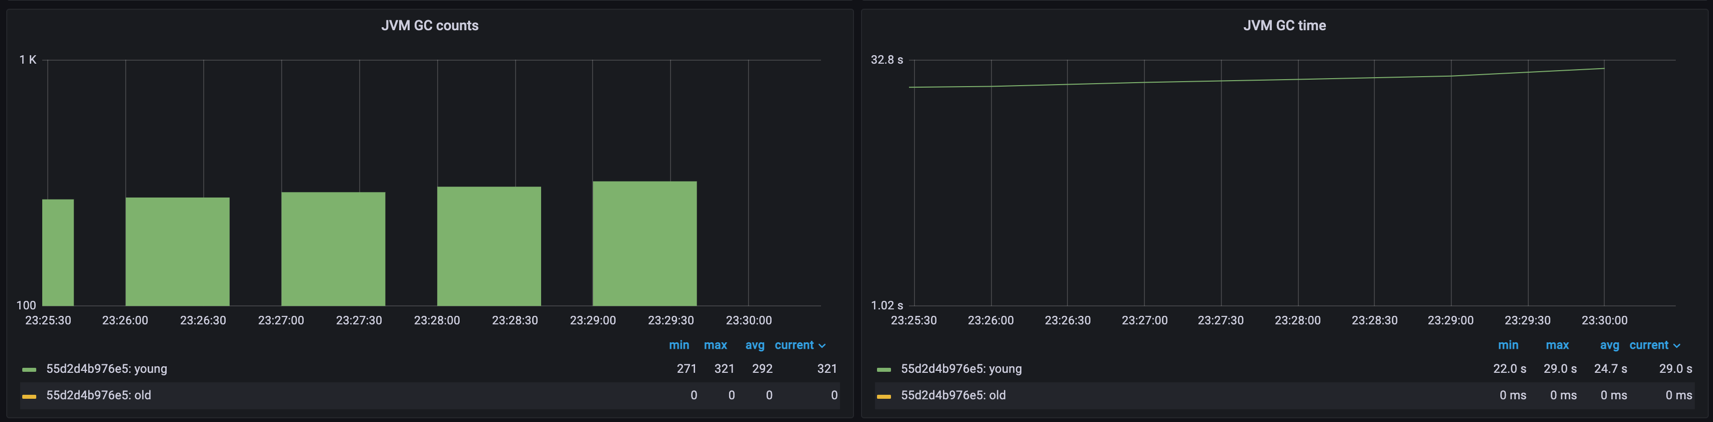 JVM GC counts
1 K
100
23:25:30 23:26:00 23:26:30 23:27:00 23:27:30 23:28:00 23:28:30 23:29:00 23:29:30 23:30:00
min max avg current
55d2d4b976e5: young 271 321 292 321
55d2d4b976e5: old 0 0 0 0
JVM GC time
32.8 s
1.02 s
23:25:30 23:26:00 23:26:30 23:27:00 23:27:30 23:28:00 23:28:30 23:29:00 23:29:30 23:30:00
min max avg current
55d2d4b976e5: young 22.0 s 29.0 s 24.7 s 29.0 s
55d2d4b976e5: old 0 ms 0 ms 0 ms 0 ms